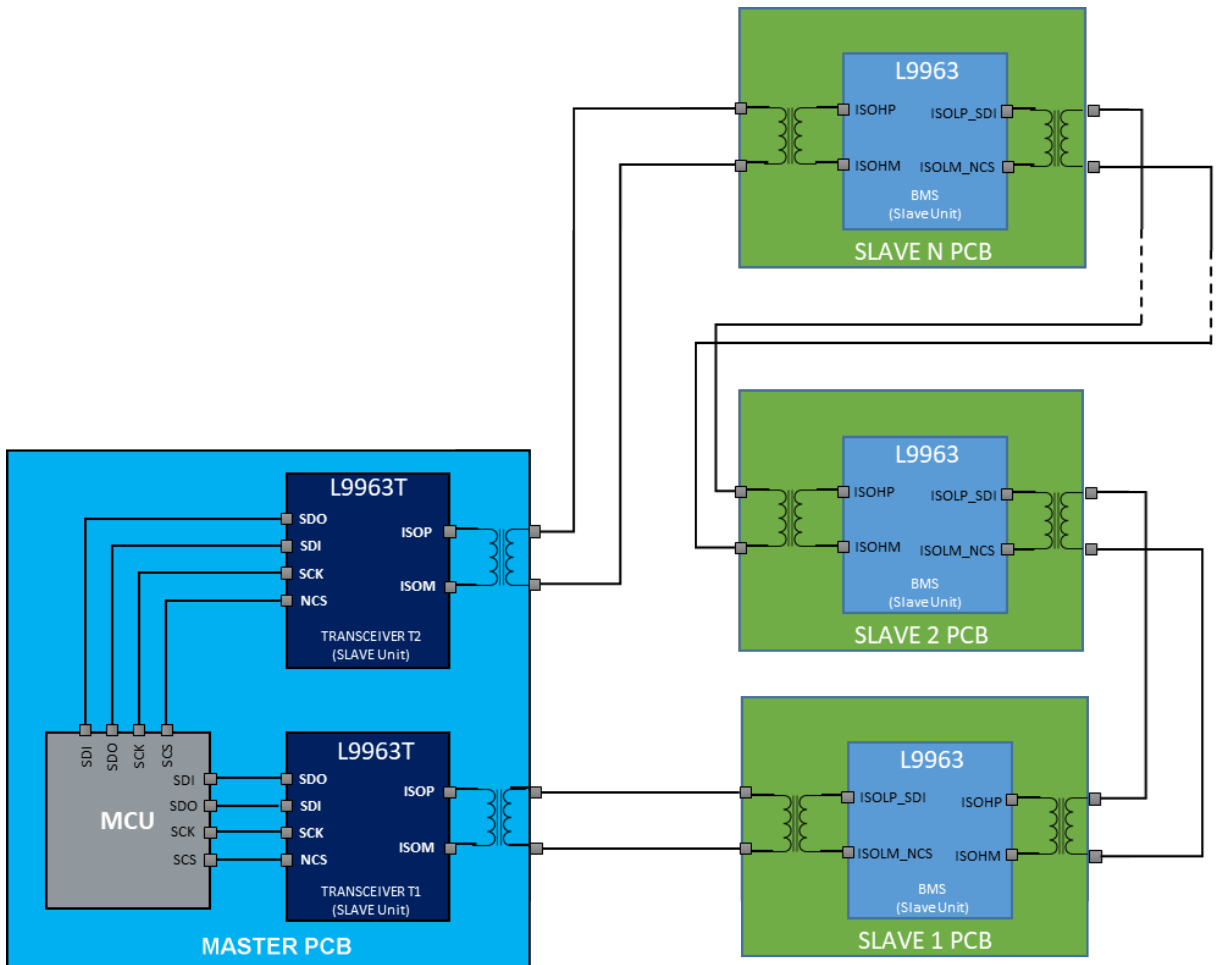 L9963
ISOHP
ISOLP_SDI
ISOHM
ISOLM_NCS
BMS
(Slave Unit)
SLAVE N PCB
L9963
ISOHP
ISOLP_SDI
ISOHM
ISOLM_NCS
BMS
(Slave Unit)
SLAVE 2 PCB
L9963T
SDO
ISOP
SDI
SCK
ISOM
NCS
TRANSCEIVER T2
(SLAVE Unit)
SDI
SDO
SCK
SCS
SDI
SDO
MCU
SCK
SCS
L9963T
SDO
ISOP
SDI
SCK
ISOM
NCS
TRANSCEIVER T1
(SLAVE Unit)
MASTER PCB
L9963
ISOLP_SDI
ISOHP
ISOLM_NCS
ISOHM
BMS
(Slave Unit)
SLAVE 1 PCB